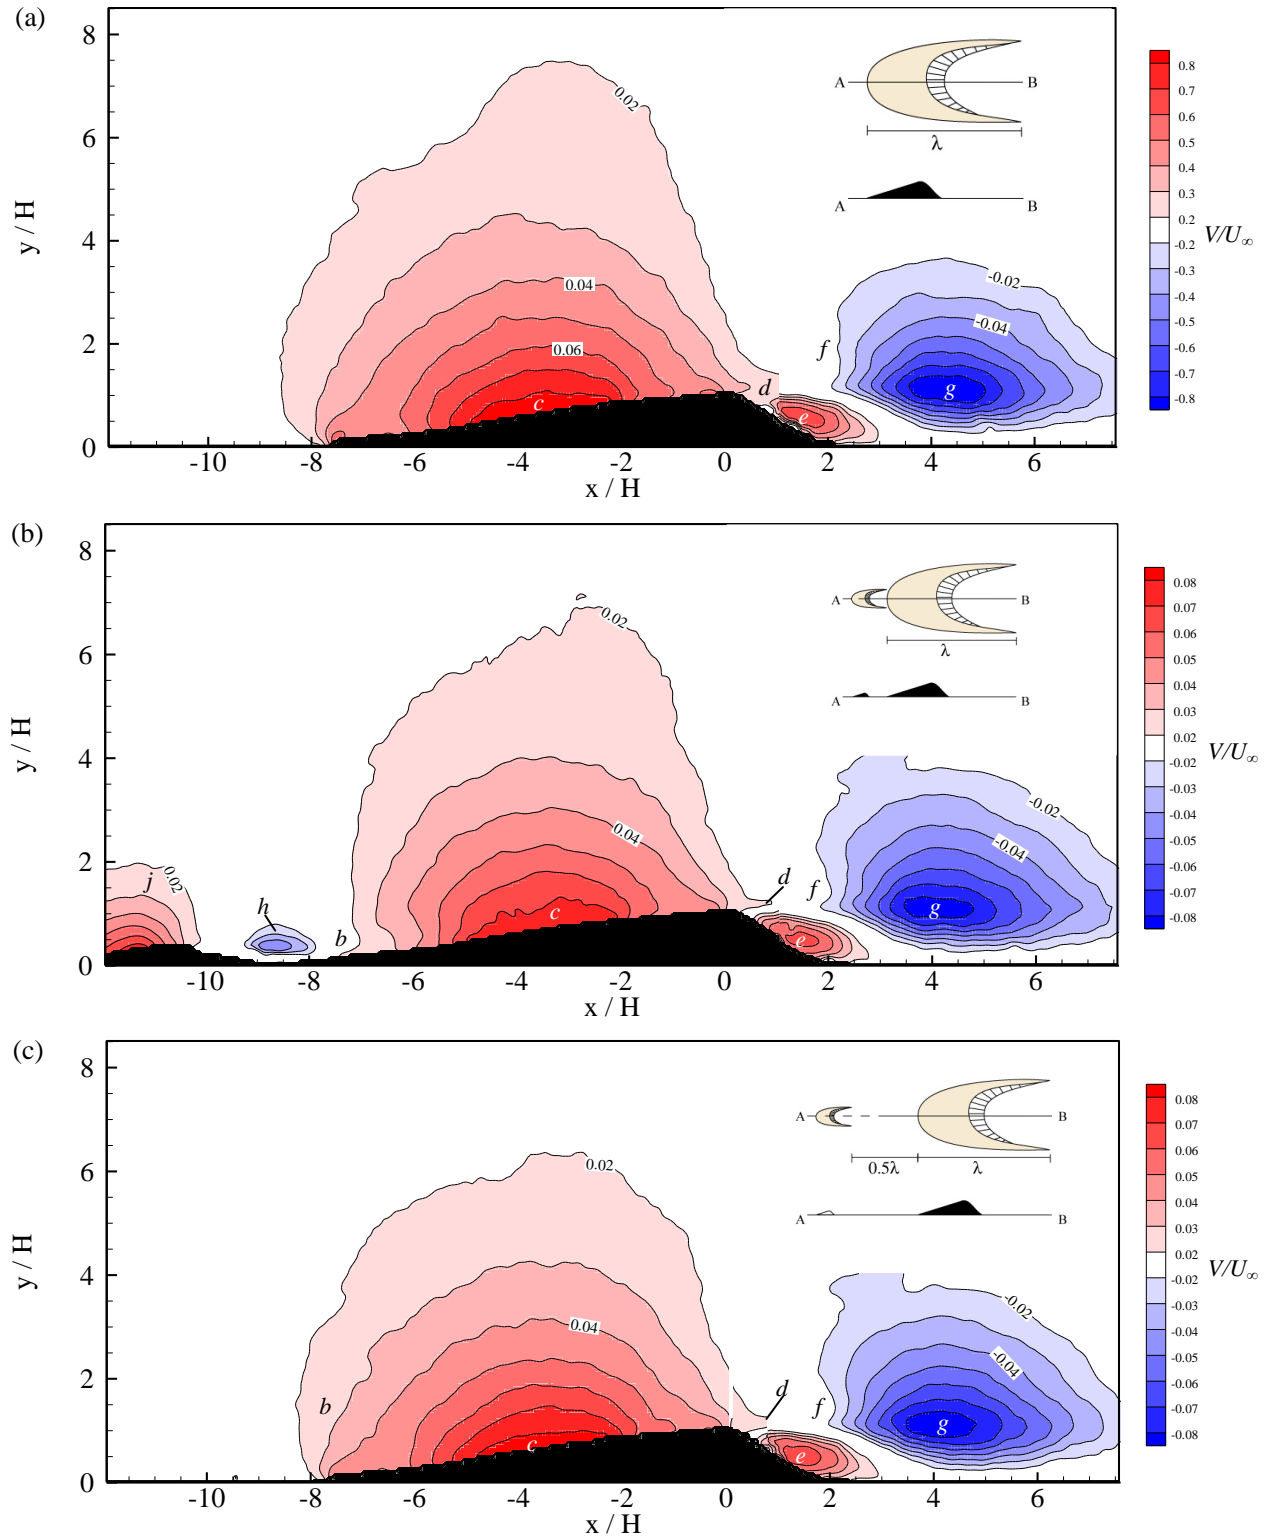 (a)
8
6
4
2
0
y / H
-10
-8
-6
-4
-2
0
2
4
6
x / H
0.02
0.04
0.06
-0.02
-0.04
c
d
e
f
g
A
B
λ
A
B
0.8
0.7
0.6
0.5
0.4
0.3
0.2
-0.2
-0.3
-0.4
-0.5
-0.6
-0.7
-0.8
V/U∞
(b)
8
6
4
2
0
y / H
-10
-8
-6
-4
-2
0
2
4
6
x / H
0.02
0.02
0.04
-0.02
-0.04
j
h
b
c
d
e
f
g
A
B
λ
A
B
0.08
0.07
0.06
0.05
0.04
0.03
0.02
-0.02
-0.03
-0.04
-0.05
-0.06
-0.07
-0.08
V/U∞
(c)
8
6
4
2
0
y / H
-10
-8
-6
-4
-2
0
2
4
6
x / H
0.02
0.04
-0.02
-0.04
b
c
d
e
f
g
A
B
0.5λ
λ
A
B
0.08
0.07
0.06
0.05
0.04
0.03
0.02
-0.02
-0.03
-0.04
-0.05
-0.06
-0.07
-0.08
V/U∞